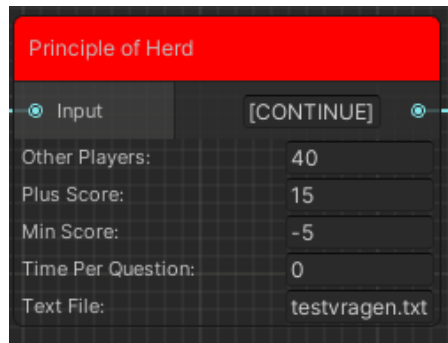 Principle of Herd
Input [CONTINUE]
Other Players: 40
Plus Score: 15
Min Score: -5
Time Per Question: 0
Text File: testvragen.txt